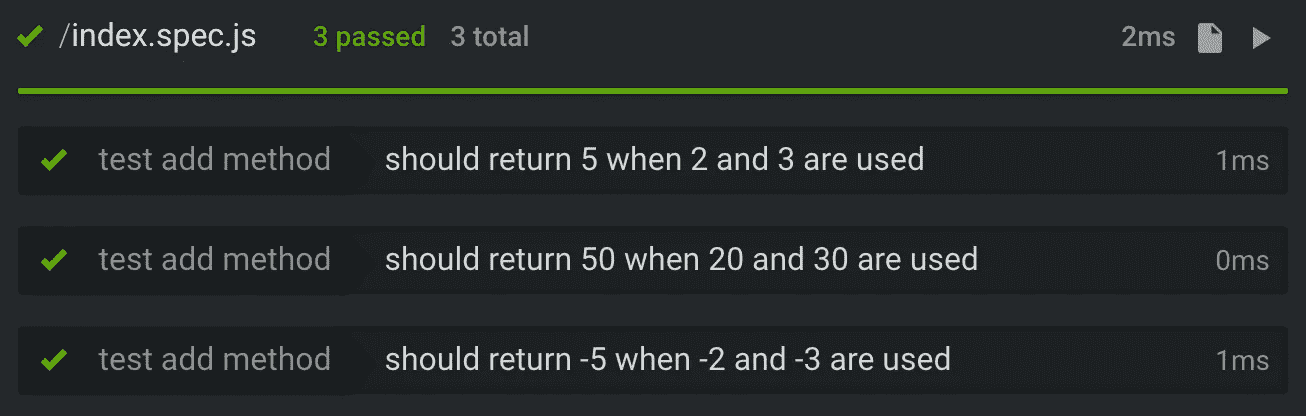 /index.spec.js 3 passed 3 total 2ms
test add method should return 5 when 2 and 3 are used 1ms
test add method should return 50 when 20 and 30 are used 0ms
test add method should return -5 when -2 and -3 are used 1ms